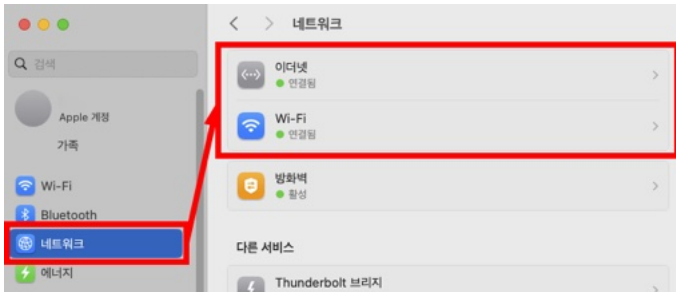 네트워크
검색
Apple 계정
가족
Wi-Fi
Bluetooth
네트워크
에너지
이더넷
연결됨
Wi-Fi
연결됨
방화벽
활성
다른 서비스
Thunderbolt 브리지